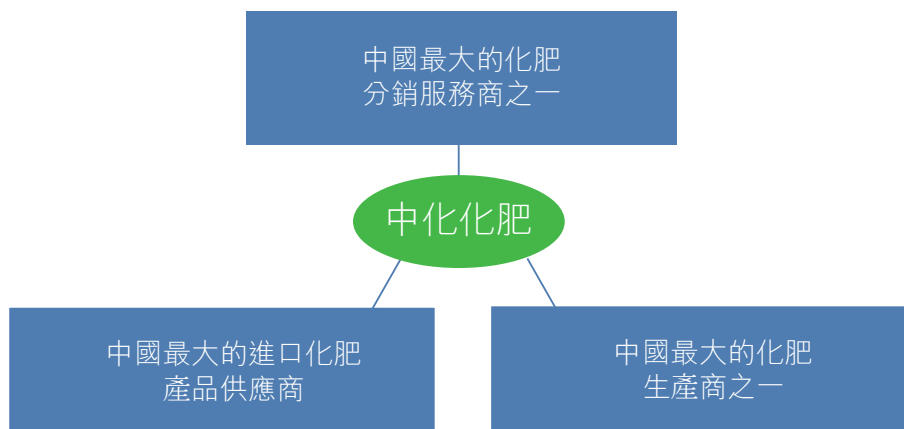 中國最大的化肥
分銷服務商之一
中化化肥
中國最大的進口化肥
產品供應商
中國最大的化肥
生產商之一